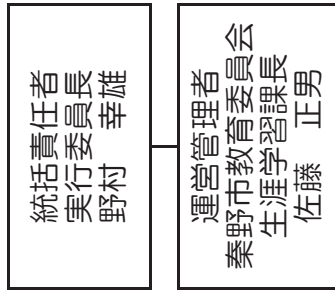 統括責任者
実行委員長
野村　幸雄
運営管理者
秦野市教育委員会
生涯学習課長
佐藤　正男